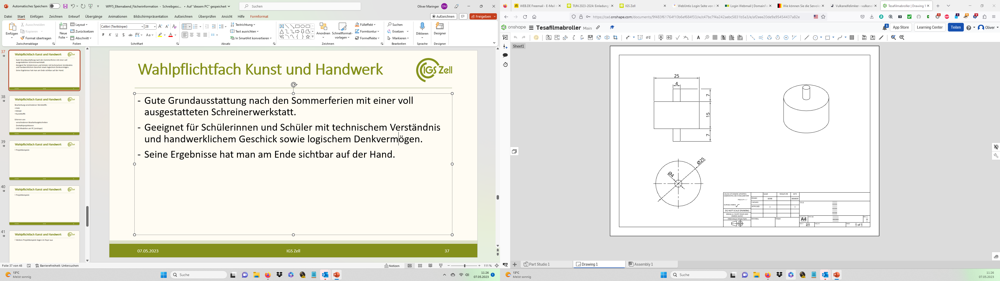 Automatisches Speichern
WPF5_Elternabend_Fächerinformation - Schreibgesc... • Auf "diesem PC" gespeichert
Suchen
Oliver Maringer
OM
Datei Start Einfügen Zeichnen Entwurf Übergänge Animationen Bildschirmpräsentation Aufzeichnen Überprüfen Ansicht Hilfe Formformat
Aufzeichnen
Freigeben
Einfügen
Ausschneiden
Kopieren
Format übertragen
Zwischenablage
Neue Folie
Layout
Zurücksetzen
Abschnitt
Folien
Calibri (Textkörper) 28
F K U S ab AV Aa A
Schriftart
Textrichtung
Text ausrichten
In SmartArt konvertieren
Absatz
Anordnen
Schnellformat-vorlagen
Fülleffekt
Formkontur
Formeffekte
Zeichnen
Suchen
Ersetzen
Markieren
Bearbeiten
Diktieren
Sprache
Designer
Designer
37
Wahlpflichtfach Kunst und Handwerk
Gute Grundausstattung nach den Sommerferien mit einer voll
ausgestatteten Schreinerwerkstatt.
Geeignet für Schülerinnen und Schüler mit technischem Verständnis
und handwerklichem Geschick sowie logischem Denkvermögen.
Seine Ergebnisse hat man am Ende sichtbar auf der Hand.
38
Wahlpflichtfach Kunst und Handwerk
Bearbeitung verschiedener Werkstoffe:
Holz
Metall
Kunststoffe
Erlernen von
- verschiedenen Bearbeitungstechniken
- Dreitafelprojektionen
- CAD Modellen am PC (onshape)
39
Wahlpflichtfach Kunst und Handwerk
• Projektbeispiele
40
Wahlpflichtfach Kunst und Handwerk
• Projektbeispiele
41
Wahlpflichtfach Kunst und Handwerk
• Weitere Projektbeispiele liegen im Foyer aus
Wahlpflichtfach Kunst und Handwerk
IGS Zell
- Gute Grundausstattung nach den Sommerferien mit einer voll
ausgestatteten Schreinerwerkstatt.
- Geeignet für Schülerinnen und Schüler mit technischem Verständnis
und handwerklichem Geschick sowie logischem Denkvermögen.
- Seine Ergebnisse hat man am Ende sichtbar auf der Hand.
07.05.2023 IGS Zell 37
Folie 37 von 48
Barrierefreiheit: Untersuchen
Notizen
111 %
13°C
Meist sonnig
Suche
11:26
07.05.2023
1
WEB.DE Freemail - E-Mail
TUN 2023-2024: Einladung
IGS Zell
WebUntis Login Seite von
Login Webmail | DomainFa
Wie können Sie die Servole
Vulkaneifelimker - vulkanei
Tesafilmabroller | Drawing 1
https://cad.onshape.com/documents/9f483f61764f10b6ef684f33/w/c47bc7f4a242aebc5831b5a3/e/af2eee20de9a95454437a82e
onshape
Tesafilmabroller Main
1
App Store
Learning Center
Teilen
Oliver
Sheet1
25
4
7
15
7
Ø25
Ø4
UNLESS OTHERWISE SPECIFIED,
DIMENSIONS ARE IN MILLIMETERS
SURFACE FINISH
DO NOT SCALE DRAWING
BREAK ALL SHARP EDGES AND
FIRST ANGLE PROJECTION
NAME SIGNATURE DATE
DRAWN
CHECKED
APPROVED
MATERIAL
FINISH
TITLE
A4
2:1
1 of 1
Part Studio 1
Drawing 1
Assembly 1
13°C
Meist sonnig
Suche
11:26
07.05.2023